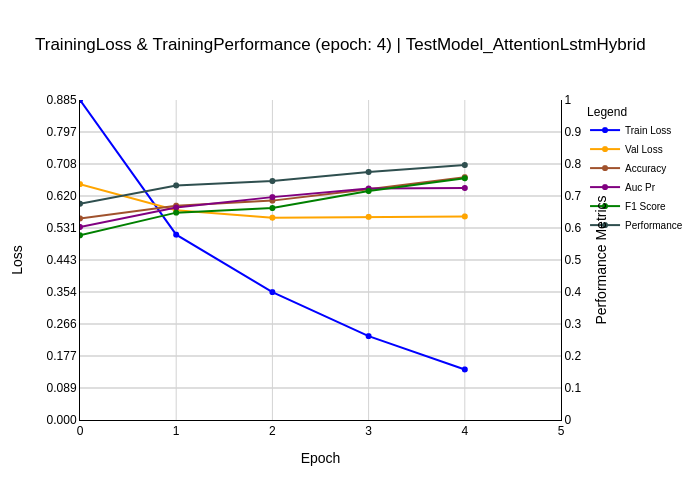 TrainingLoss & TrainingPerformance (epoch: 4) | TestModel_AttentionLstmHybrid
0.885
0.797
0.708
0.620
0.531
0.443
0.354
0.266
0.177
0.089
0.000
Loss
0 1 2 3 4 5
Epoch
1
0.9
0.8
0.7
0.6
0.5
0.4
0.3
0.2
0.1
0
Performance Metrics
Legend
Train Loss
Val Loss
Accuracy
Auc Pr
F1 Score
Performance